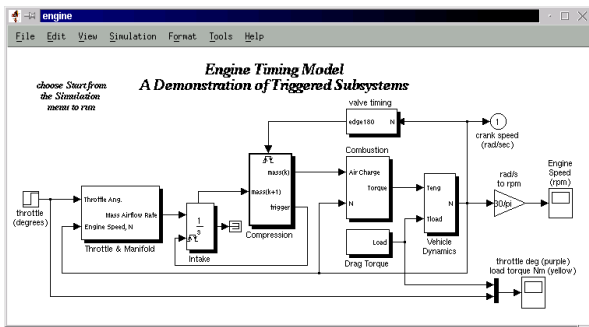 engine
File Edit View Simulation Format Tools Help
Engine Timing Model
A Demonstration of Triggered Subsystems
choose Start from
the Simulation
menu to run
valve timing
edge180 N
1
crank speed
(rad/sec)
Combustion
mass(k)
mass(k+1)
trigger
Compression
Air Charge
Torque
N
Throttle Ang.
Mass Airflow Rate
Engine Speed, N
Throttle & Manifold
throttle
(degrees)
1
s
Intake
Load
Drag Torque
Teng
Tload
Vehicle
Dynamics
rad/s
to rpm
30/pi
Engine
Speed
(rpm)
throttle deg (purple)
load torque Nm (yellow)